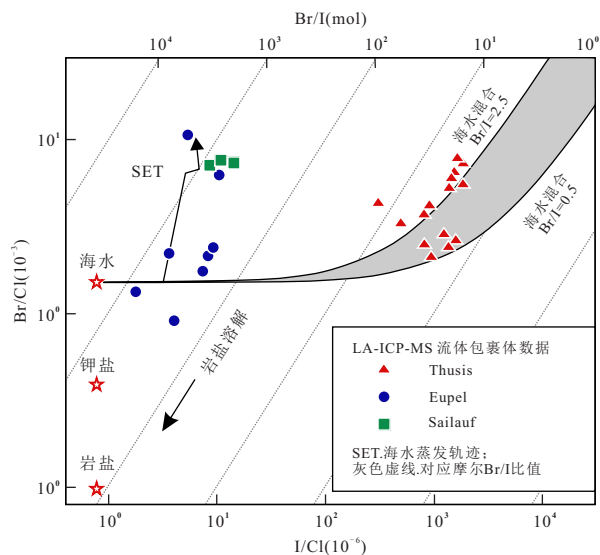 Br/I(mol)
10⁴ 10³ 10² 10¹ 10⁰
Br/Cl(10⁻³)
10¹
10⁰
10⁰
SET
海水
钾盐
岩盐
岩盐溶解
海水混合
Br/I=2.5
海水混合
Br/I=0.5
LA-ICP-MS 流体包裹体数据
Thusis
Eupel
Sailauf
SET.海水蒸发轨迹;
灰色虚线.对应摩尔Br/I比值
10⁰ 10¹ 10² 10³ 10⁴
I/Cl(10⁻⁶)